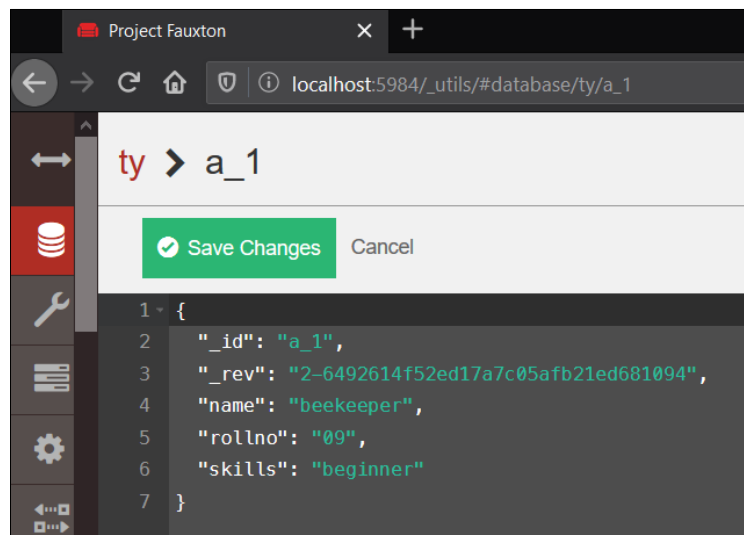 Project Fauxton
localhost:5984/_utils/#database/ty/a_1
ty > a_1
Save Changes Cancel
1 {
2 "_id": "a_1",
3 "_rev": "2-6492614f52ed17a7c05afb21ed681094",
4 "name": "beekeeper",
5 "rollno": "09",
6 "skills": "beginner"
7 }